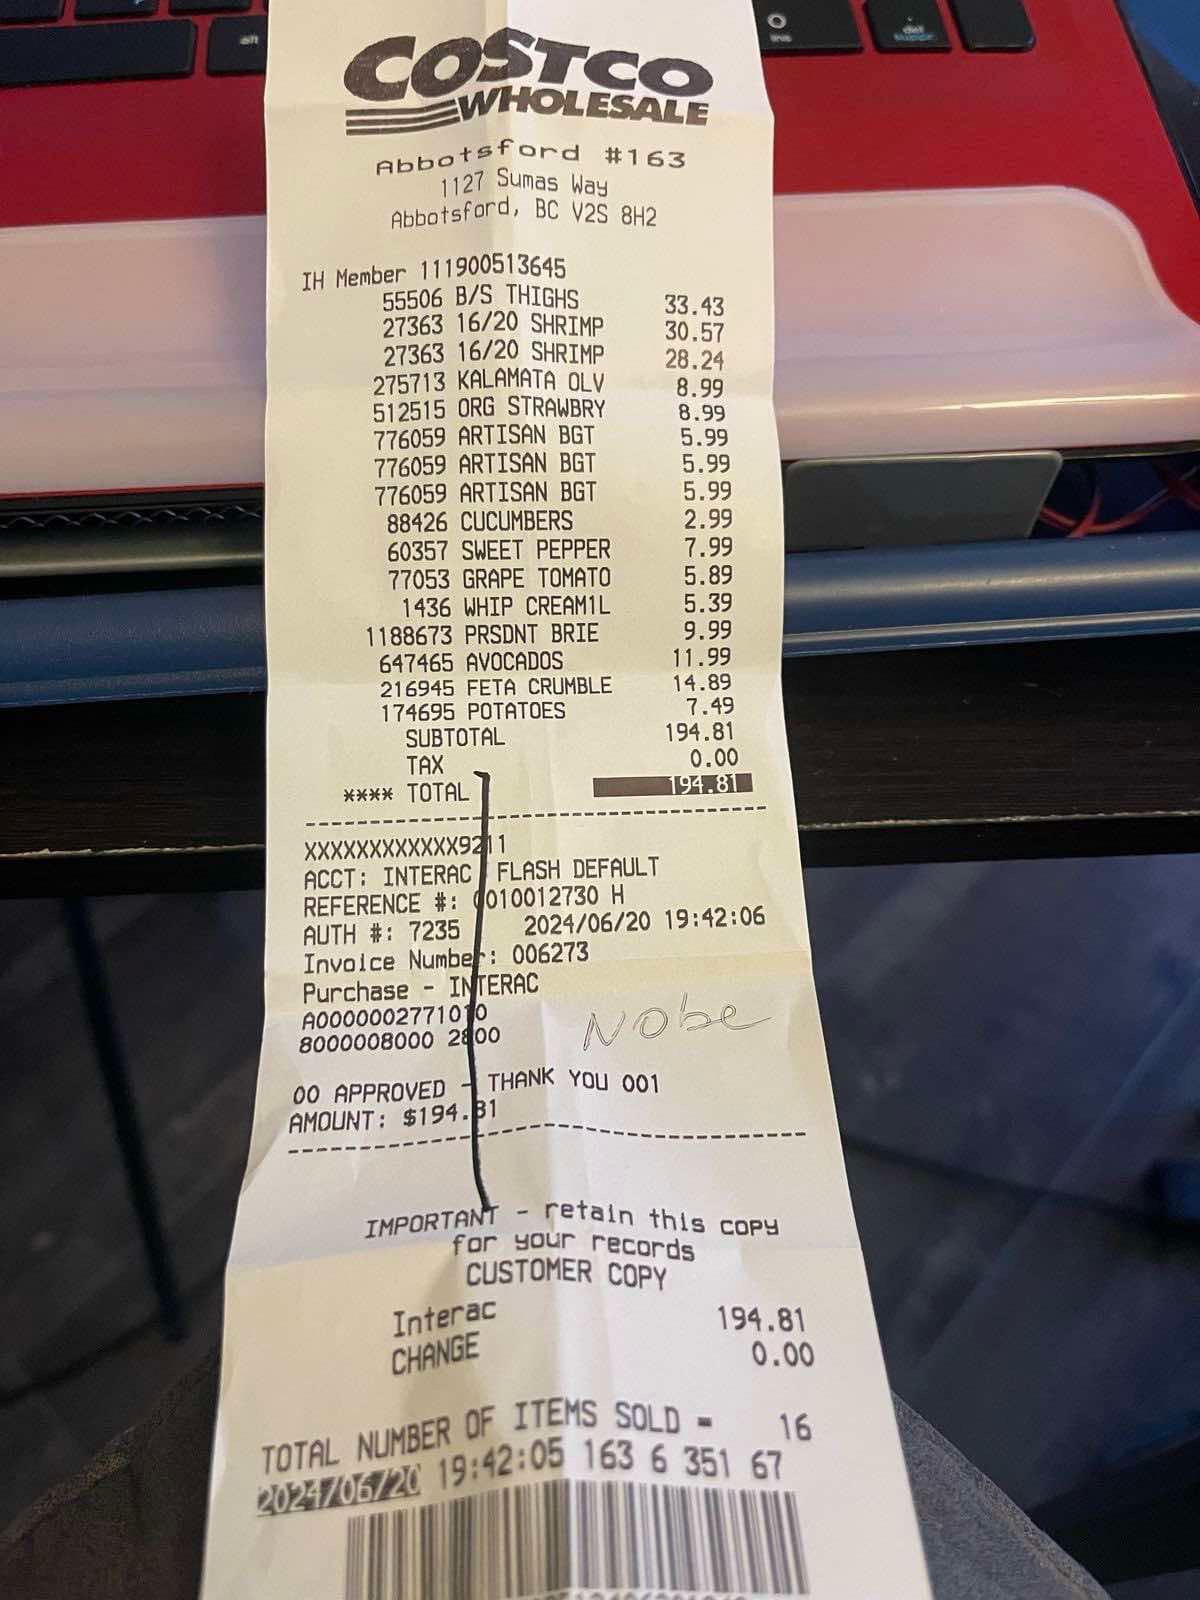 alt
ins
del
COSTCO
WHOLESALE
Abbotsford #163
1127 Sumas Way
Abbotsford, BC V2S 8H2
IH Member 111900513645
55506 B/S THIGHS 33.43
27363 16/20 SHRIMP 30.57
27363 16/20 SHRIMP 28.24
275713 KALAMATA OLV 8.99
512515 ORG STRAWBRY 8.99
776059 ARTISAN BGT 5.99
776059 ARTISAN BGT 5.99
776059 ARTISAN BGT 5.99
88426 CUCUMBERS 2.99
60357 SWEET PEPPER 7.99
77053 GRAPE TOMATO 5.89
1436 WHIP CREAM1L 5.39
1188673 PRSDNT BRIE 9.99
647465 AVOCADOS 11.99
216945 FETA CRUMBLE 14.89
174695 POTATOES 7.49
SUBTOTAL 194.81
TAX 0.00
**** TOTAL 194.81
XXXXXXXXXXXX9211
ACCT: INTERAC FLASH DEFAULT
REFERENCE #: 0010012730 H
AUTH #: 7235 2024/06/20 19:42:06
Invoice Number: 006273
Purchase - INTERAC
A0000002771010
8000008000 2800
Nobe
00 APPROVED - THANK YOU 001
AMOUNT: $194.81
IMPORTANT - retain this copy
for your records
CUSTOMER COPY
Interac 194.81
CHANGE 0.00
TOTAL NUMBER OF ITEMS SOLD = 16
2024/06/20 19:42:05 163 6 351 67